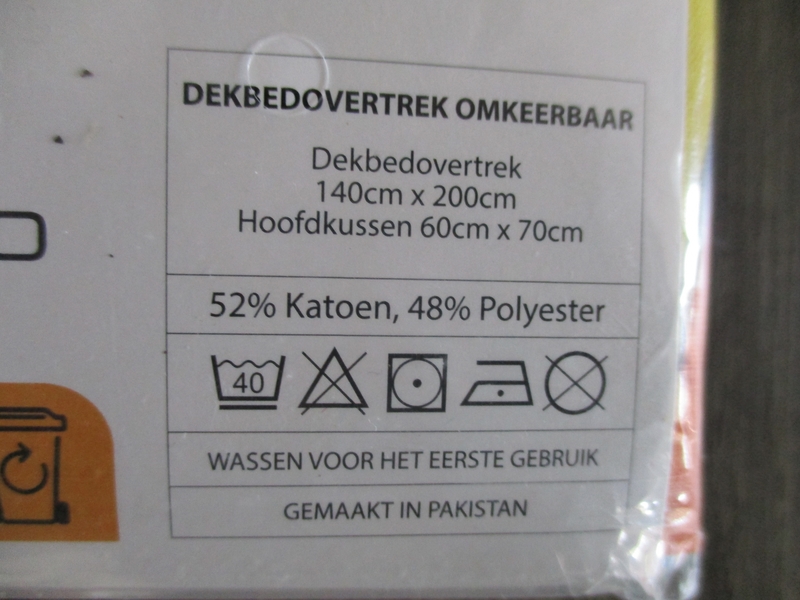 DEKBEDOVERTREK OMKEERBAAR
Dekbedovertrek
140cm x 200cm
Hoofdkussen 60cm x 70cm
52% Katoen, 48% Polyester
40
WASSEN VOOR HET EERSTE GEBRUIK
GEMAAKT IN PAKISTAN